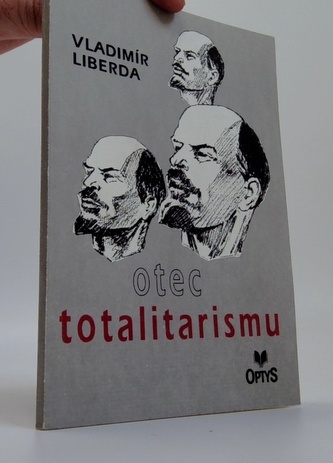 VLADIMÍR
LIBERDA
otec
totalitarismu
OPTYS